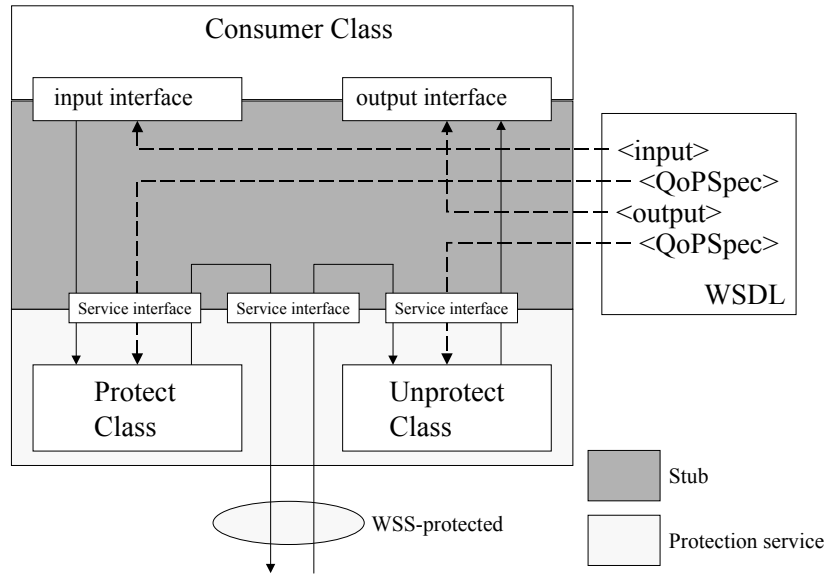 Consumer Class
input interface
output interface
<input>
<QoPSpec>
<output>
<QoPSpec>
WSDL
Service interface
Service interface
Service interface
Protect
Class
Unprotect
Class
Stub
WSS-protected
Protection service